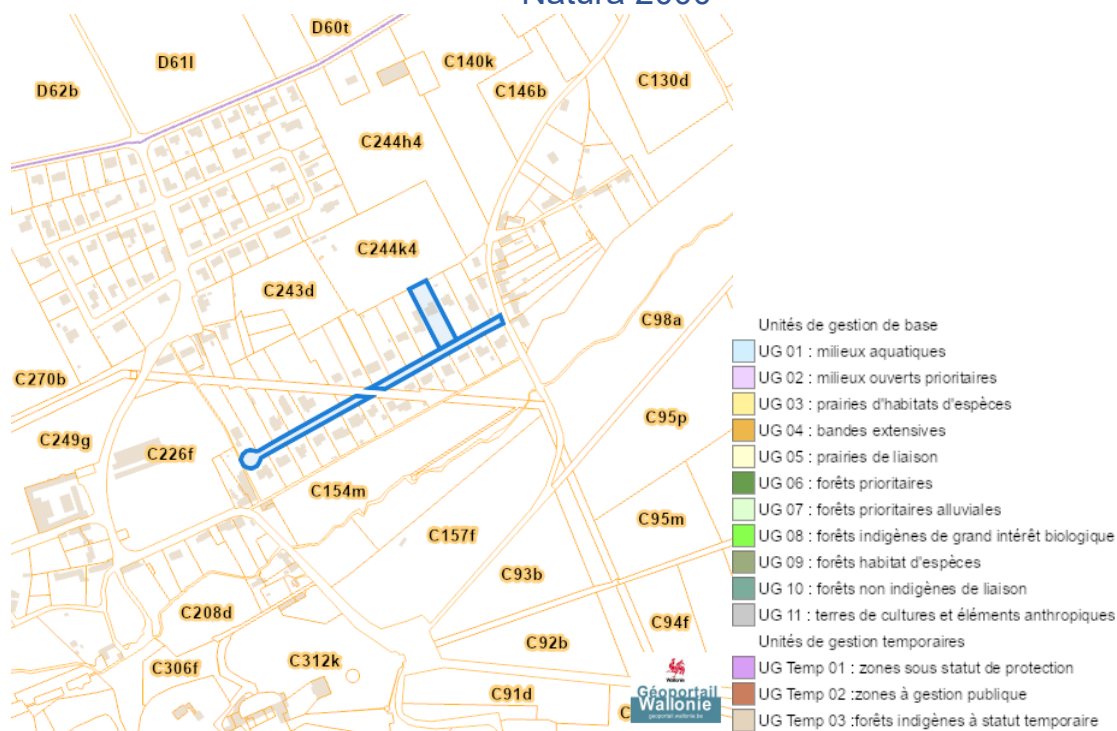 Natura 2000
D60t
D61l
C140k
D62b
C146b
C130d
C244h4
C244k4
C243d
C98a
C270b
C249g
C226f
C95p
C154m
C95m
C157f
C93b
C208d
C94f
C92b
C306f
C312k
C91d
Wallonie
Géoportail
Wallonie
geoportail.wallonie.be
Unités de gestion de base
UG 01 : milieux aquatiques
UG 02 : milieux ouverts prioritaires
UG 03 : prairies d'habitats d'espèces
UG 04 : bandes extensives
UG 05 : prairies de liaison
UG 06 : forêts prioritaires
UG 07 : forêts prioritaires alluviales
UG 08 : forêts indigènes de grand intérêt biologique
UG 09 : forêts habitat d'espèces
UG 10 : forêts non indigènes de liaison
UG 11 : terres de cultures et éléments anthropiques
Unités de gestion temporaires
UG Temp 01 : zones sous statut de protection
UG Temp 02 :zones à gestion publique
UG Temp 03 :forêts indigènes à statut temporaire